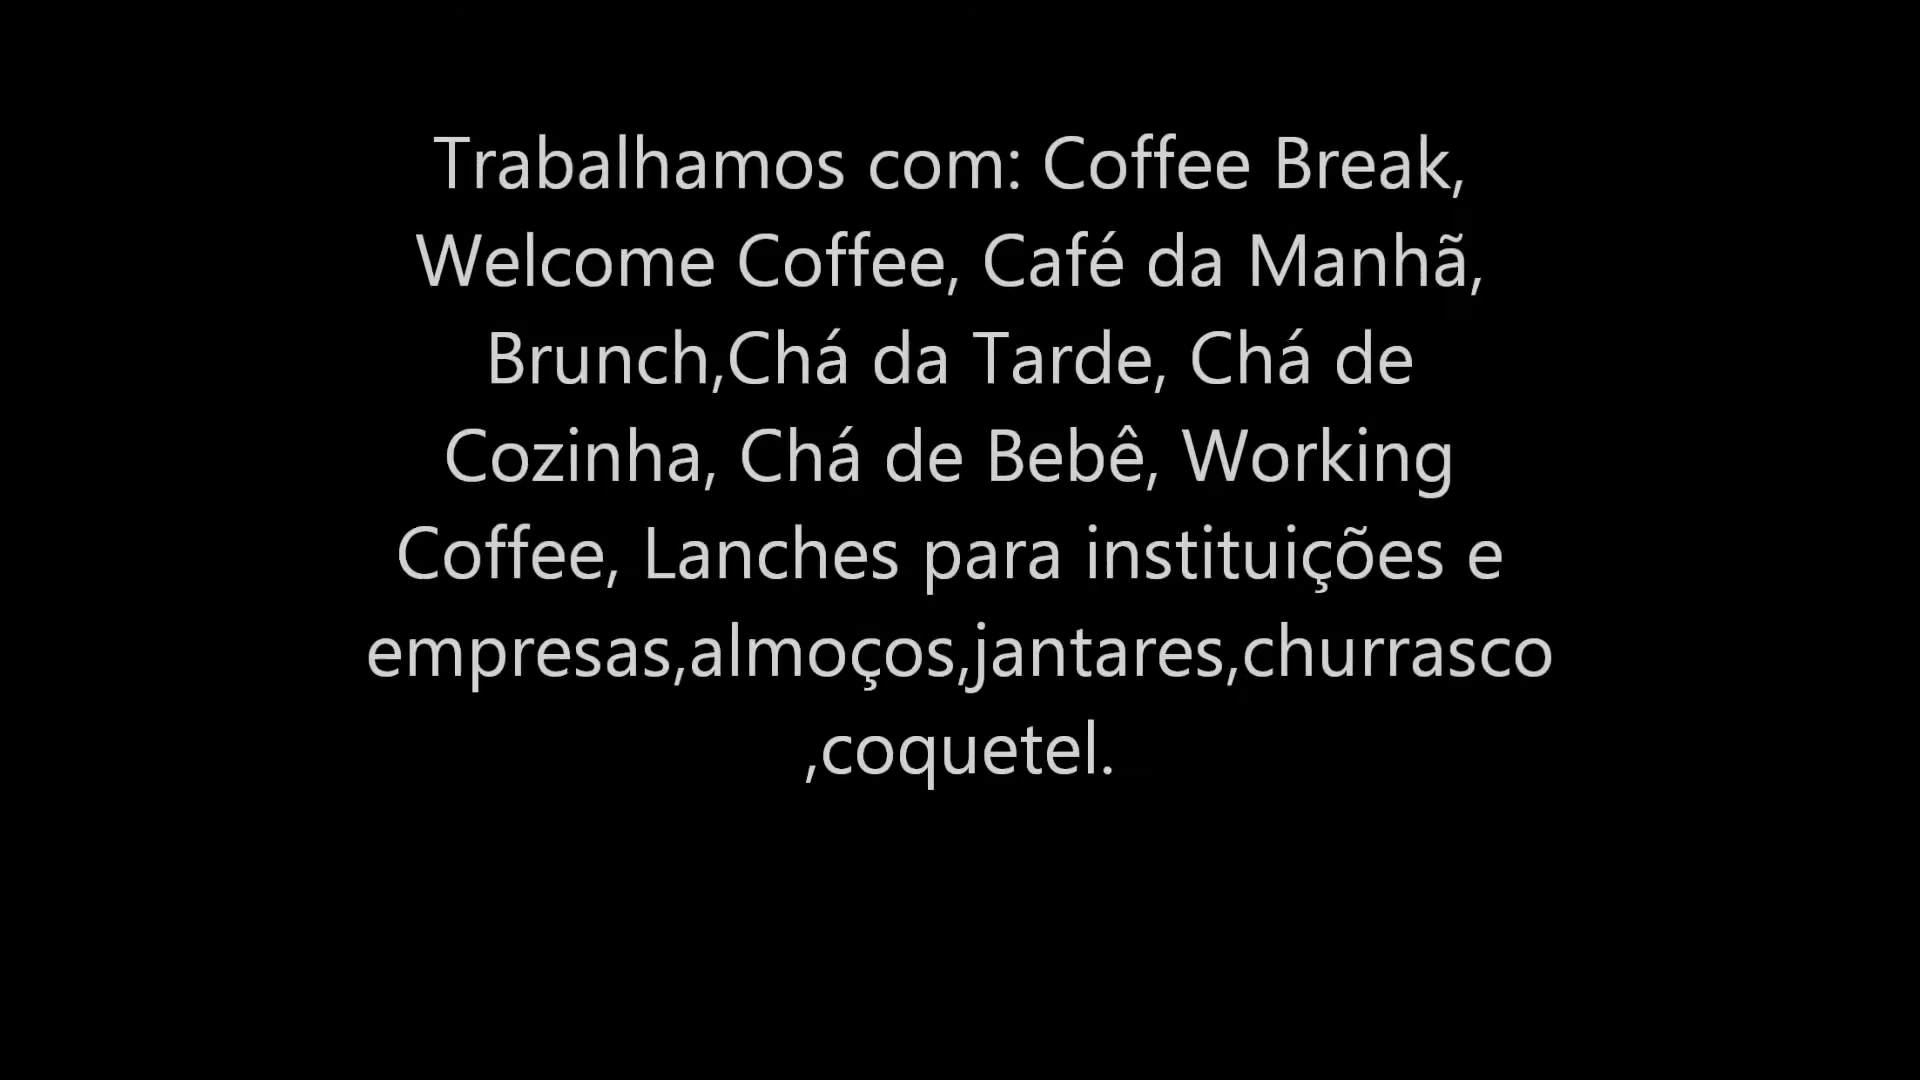 Trabalhamos com: Coffee Break,
Welcome Coffee, Café da Manhã,
Brunch,Chá da Tarde, Chá de
Cozinha, Chá de Bebê, Working
Coffee, Lanches para instituições e
empresas,almoços,jantares,churrasco
,coquetel.